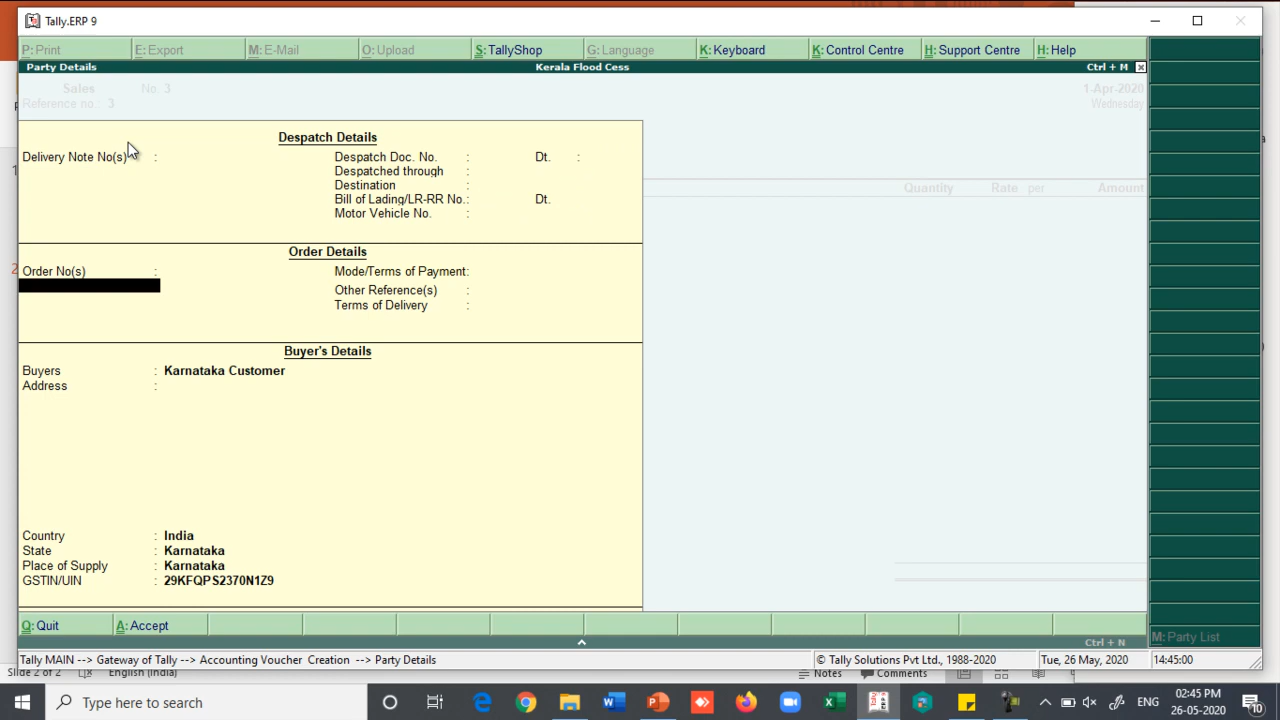 Tally.ERP 9
P: Print E: Export M: E-Mail O: Upload S: TallyShop G: Language K: Keyboard K: Control Centre H: Support Centre H: Help
Party Details Kerala Flood Cess Ctrl + M
Sales No. 3 1-Apr-2020
Reference no.: 3 Wednesday
Despatch Details
Delivery Note No(s) : Despatch Doc. No. : Dt. :
Despatched through :
Destination :
Bill of Lading/LR-RR No.: Dt.
Motor Vehicle No. :
Quantity Rate per Amount
Order Details
Order No(s) : Mode/Terms of Payment:
Other Reference(s) :
Terms of Delivery :
Buyer's Details
Buyers : Karnataka Customer
Address :
Country : India
State : Karnataka
Place of Supply : Karnataka
GSTIN/UIN : 29KFQPS2370N1Z9
Q: Quit A: Accept
M: Party List
Ctrl + N
Tally MAIN --> Gateway of Tally --> Accounting Voucher Creation --> Party Details © Tally Solutions Pvt Ltd., 1988-2020 Tue, 26 May, 2020 14:45:00
Slide 2 of 2 English (India) Notes Comments
Type here to search ENG 02:45 PM
26-05-2020 10